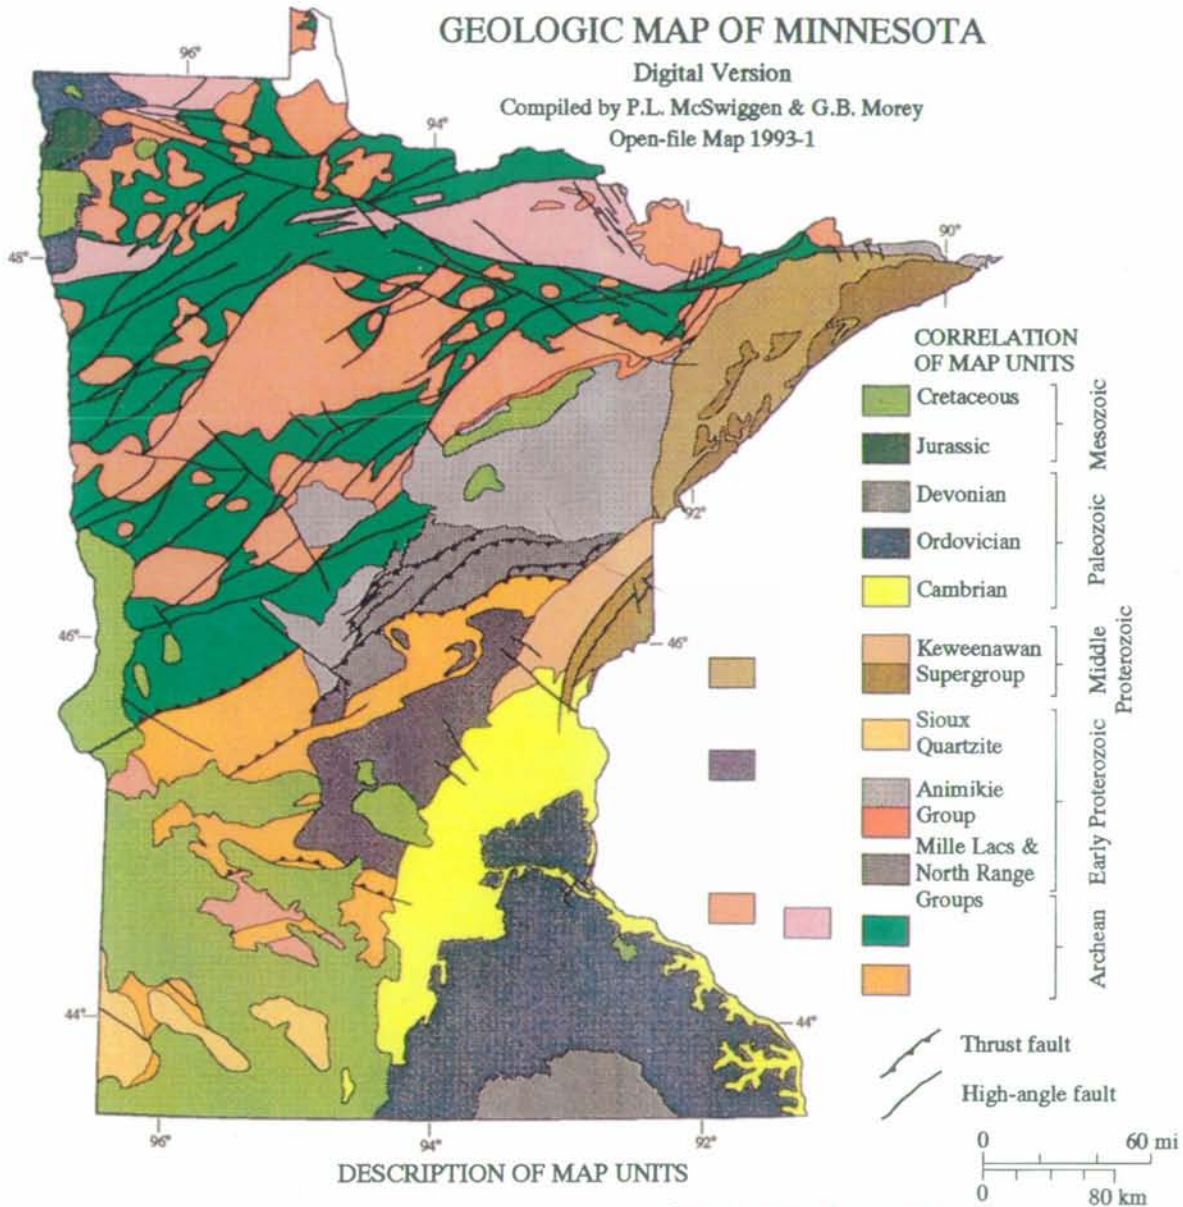 GEOLOGIC MAP OF MINNESOTA
Digital Version
Compiled by P.L. McSwiggen & G.B. Morey
Open-file Map 1993-1
96°
94°
90°
48°
92°
46°
46°
44°
44°
96°
94°
92°
CORRELATION
OF MAP UNITS
Cretaceous
Jurassic
Mesozoic
Devonian
Ordovician
Cambrian
Paleozoic
Keweenawan
Supergroup
Middle
Proterozoic
Sioux
Quartzite
Animikie
Group
Mille Lacs &
North Range
Groups
Early Proterozoic
Archean
Thrust fault
High-angle fault
0 60 mi
0 80 km
DESCRIPTION OF MAP UNITS